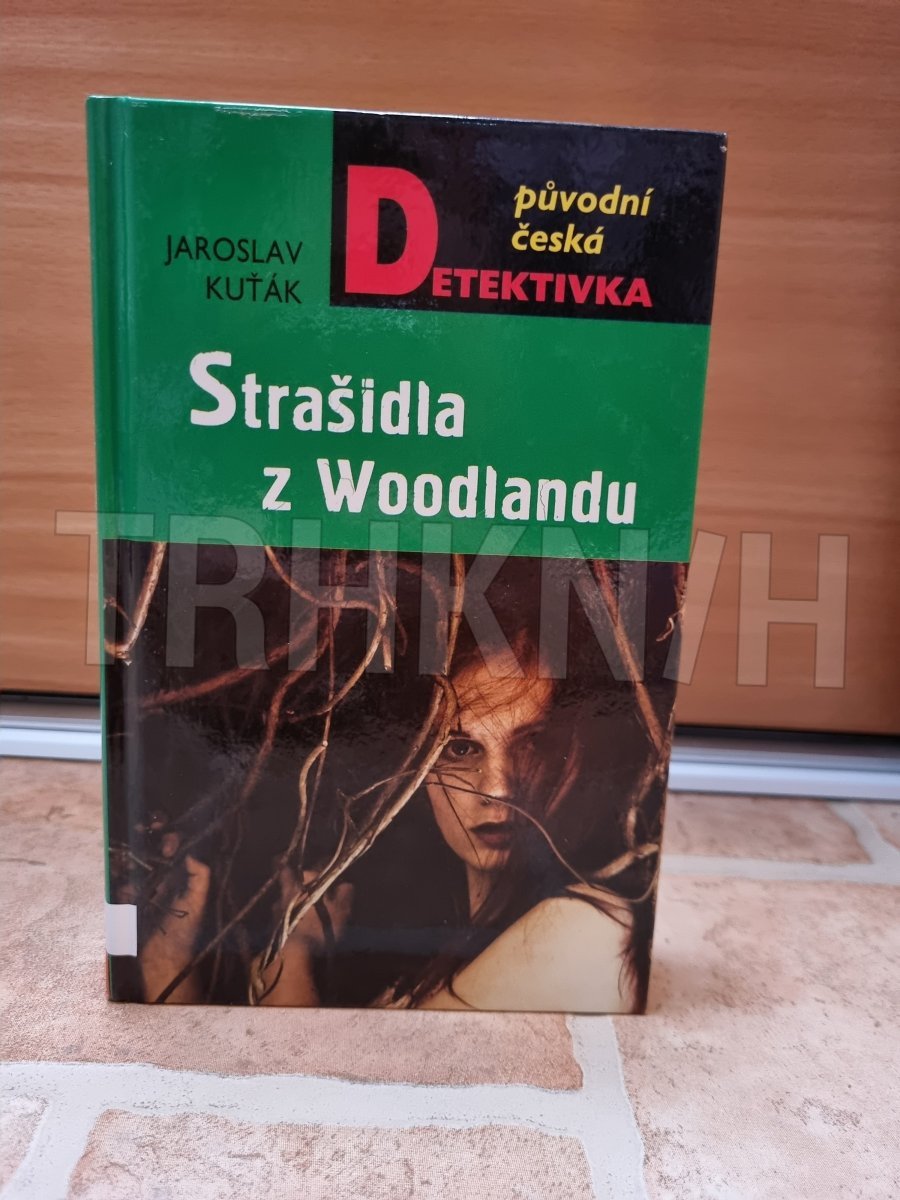 JAROSLAV
KUŤÁK
původní
česká
DETEKTIVKA
Strašidla
z Woodlandu
TRHKNIH